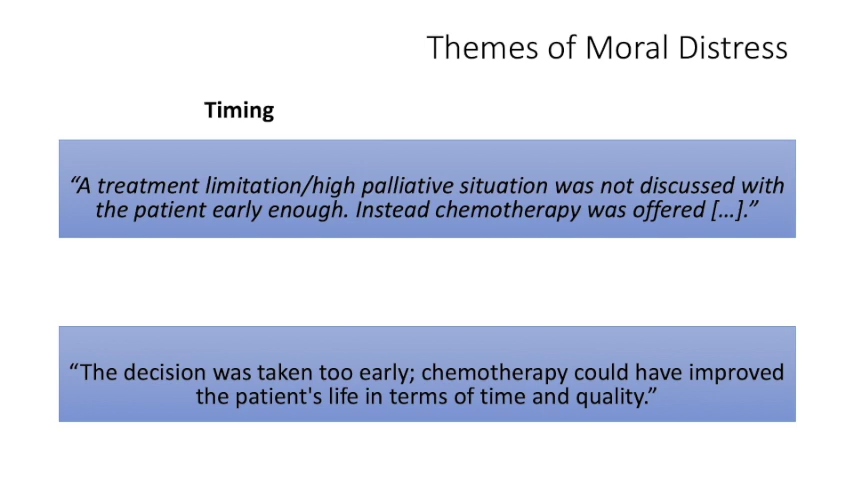 Themes of Moral Distress
Timing
“A treatment limitation/high palliative situation was not discussed with
the patient early enough. Instead chemotherapy was offered […].”
“The decision was taken too early; chemotherapy could have improved
the patient's life in terms of time and quality.”